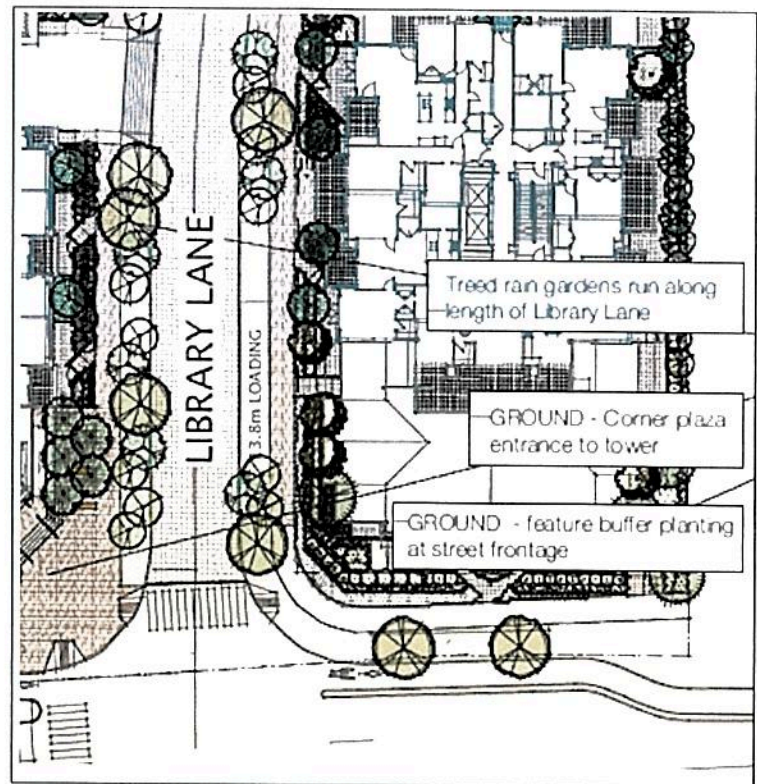 LIBRARY LANE
3.8m LOADING
Treed rain gardens run along
length of Library Lane
GROUND - Corner plaza
entrance to tower
GROUND - feature buffer planting
at street frontage